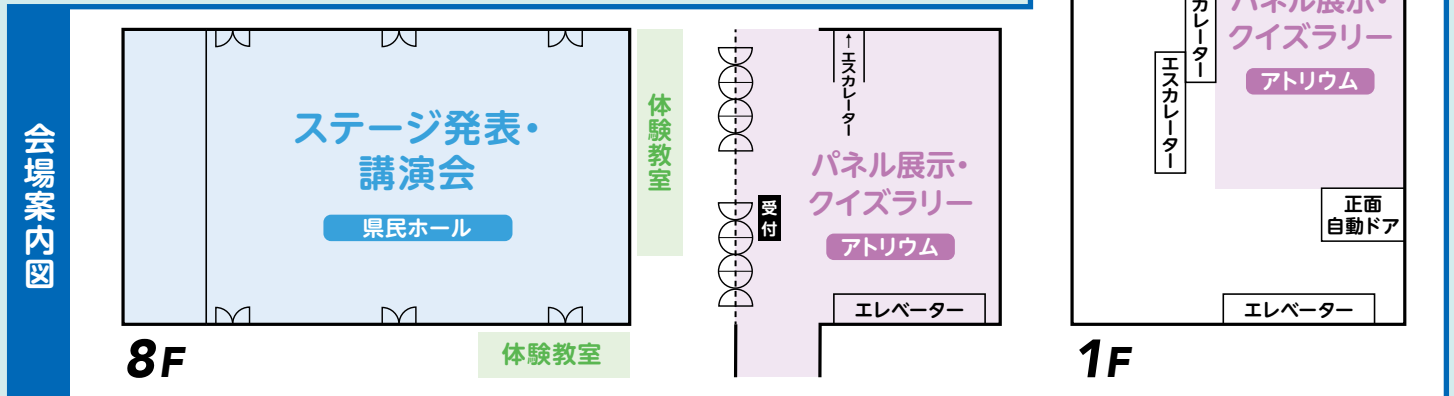 会場案内図
ステージ発表・
講演会
県民ホール
体験教室
体験教室
8F
↑エスカレーター
パネル展示・
クイズラリー
アトリウム
受付
エレベーター
カレーター
エスカレーター
パネル展示・
クイズラリー
アトリウム
正面
自動ドア
エレベーター
1F